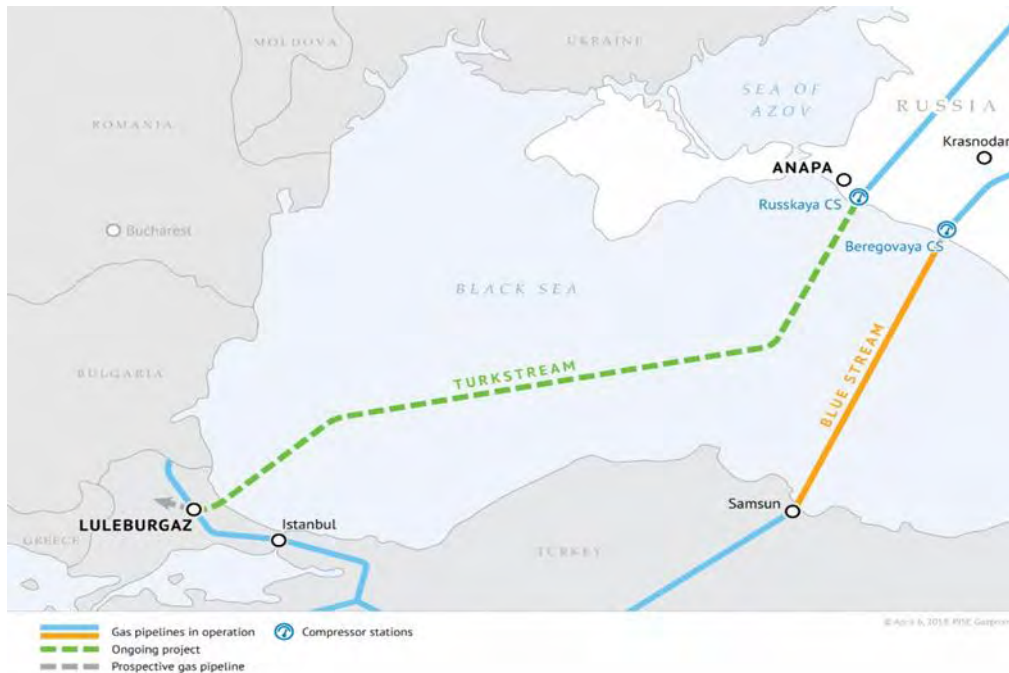 MOLDOVA
UKRAINE
SEA OF
AZOV
RUSSIA
ROMANIA
Krasnodar
ANAPA
Russkaya CS
Bucharest
Beregovaya CS
BLACK SEA
BLUE STREAM
TURKSTREAM
BULGARIA
LULEBURGAZ
Istanbul
Samsun
GREECE
TURKEY
Gas pipelines in operation
Compressor stations
Ongoing project
Prospective gas pipeline